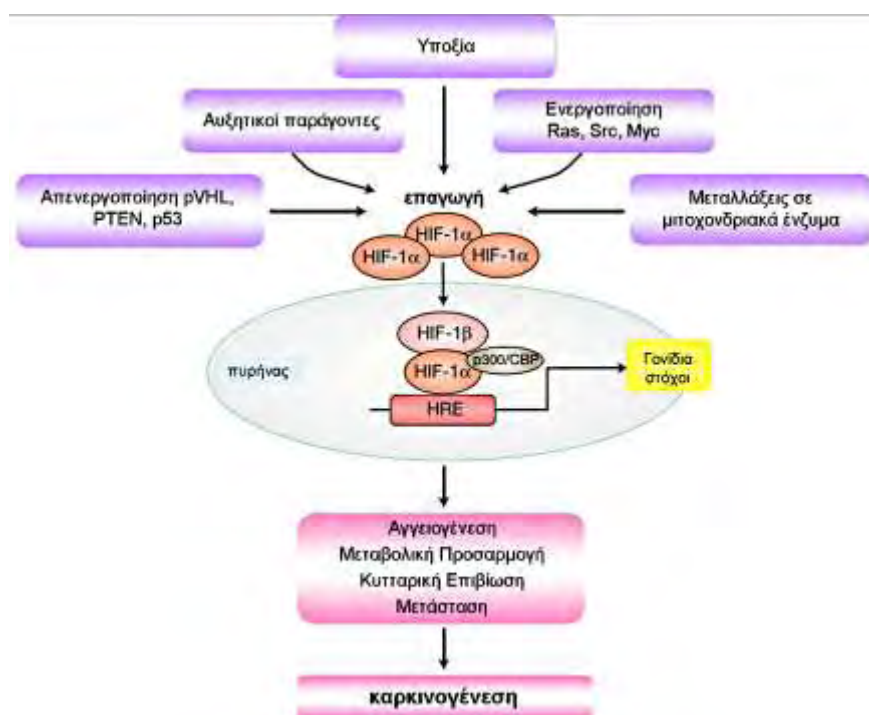 Υποξία
Αυξητικοί παράγοντες
Ενεργοποίηση
Ras, Src, Myc
Απενεργοποίηση pVHL,
PTEN, p53
επαγωγή
Μεταλλάξεις σε
μιτοχονδριακά ένζυμα
HIF-1α
HIF-1α
HIF-1α
HIF-1β
p300/CBP
HIF-1α
πυρήνας
Γονίδια
στόχοι
HRE
Αγγειογένεση
Μεταβολική Προσαρμογή
Κυτταρική Επιβίωση
Μετάσταση
καρκινογένεση